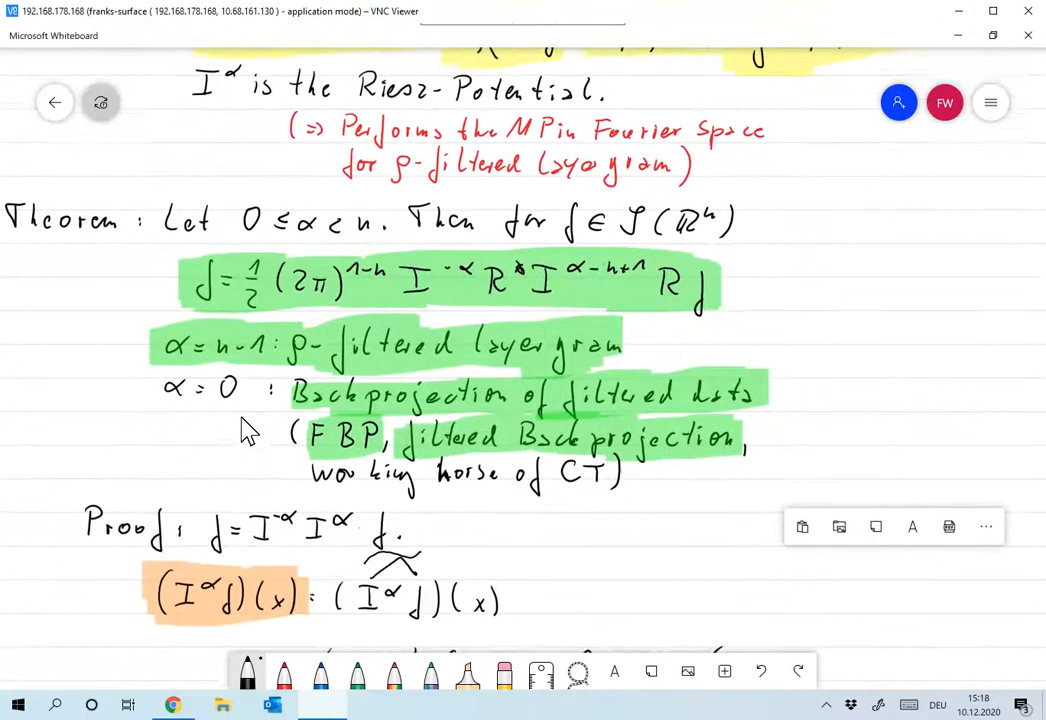 192.168.178.168 (franks-surface ( 192.168.178.168, 10.68.161.130 ) - application mode) - VNC Viewer
Microsoft Whiteboard
I^α is the Riesz-Potential.
FW
(⇒ Performs the MP in Fourier Space
for ρ-filtered layergram)
Theorem: Let 0 ≤ α < n. Then for f ∈ 𝒮(ℝ^n)
f = 1/2 (2π)^{1-n} I^{-α} R* I^{α-n+1} R f
α = n-1: ρ-filtered layergram
α = 0 : Backprojection of filtered data
(FBP, filtered Backprojection,
working horse of CT)
Proof: f = I^{-α} I^α f.
(I^α f)(x) = (I^α f)(x)
A
A
DEU
15:18
10.12.2020
3